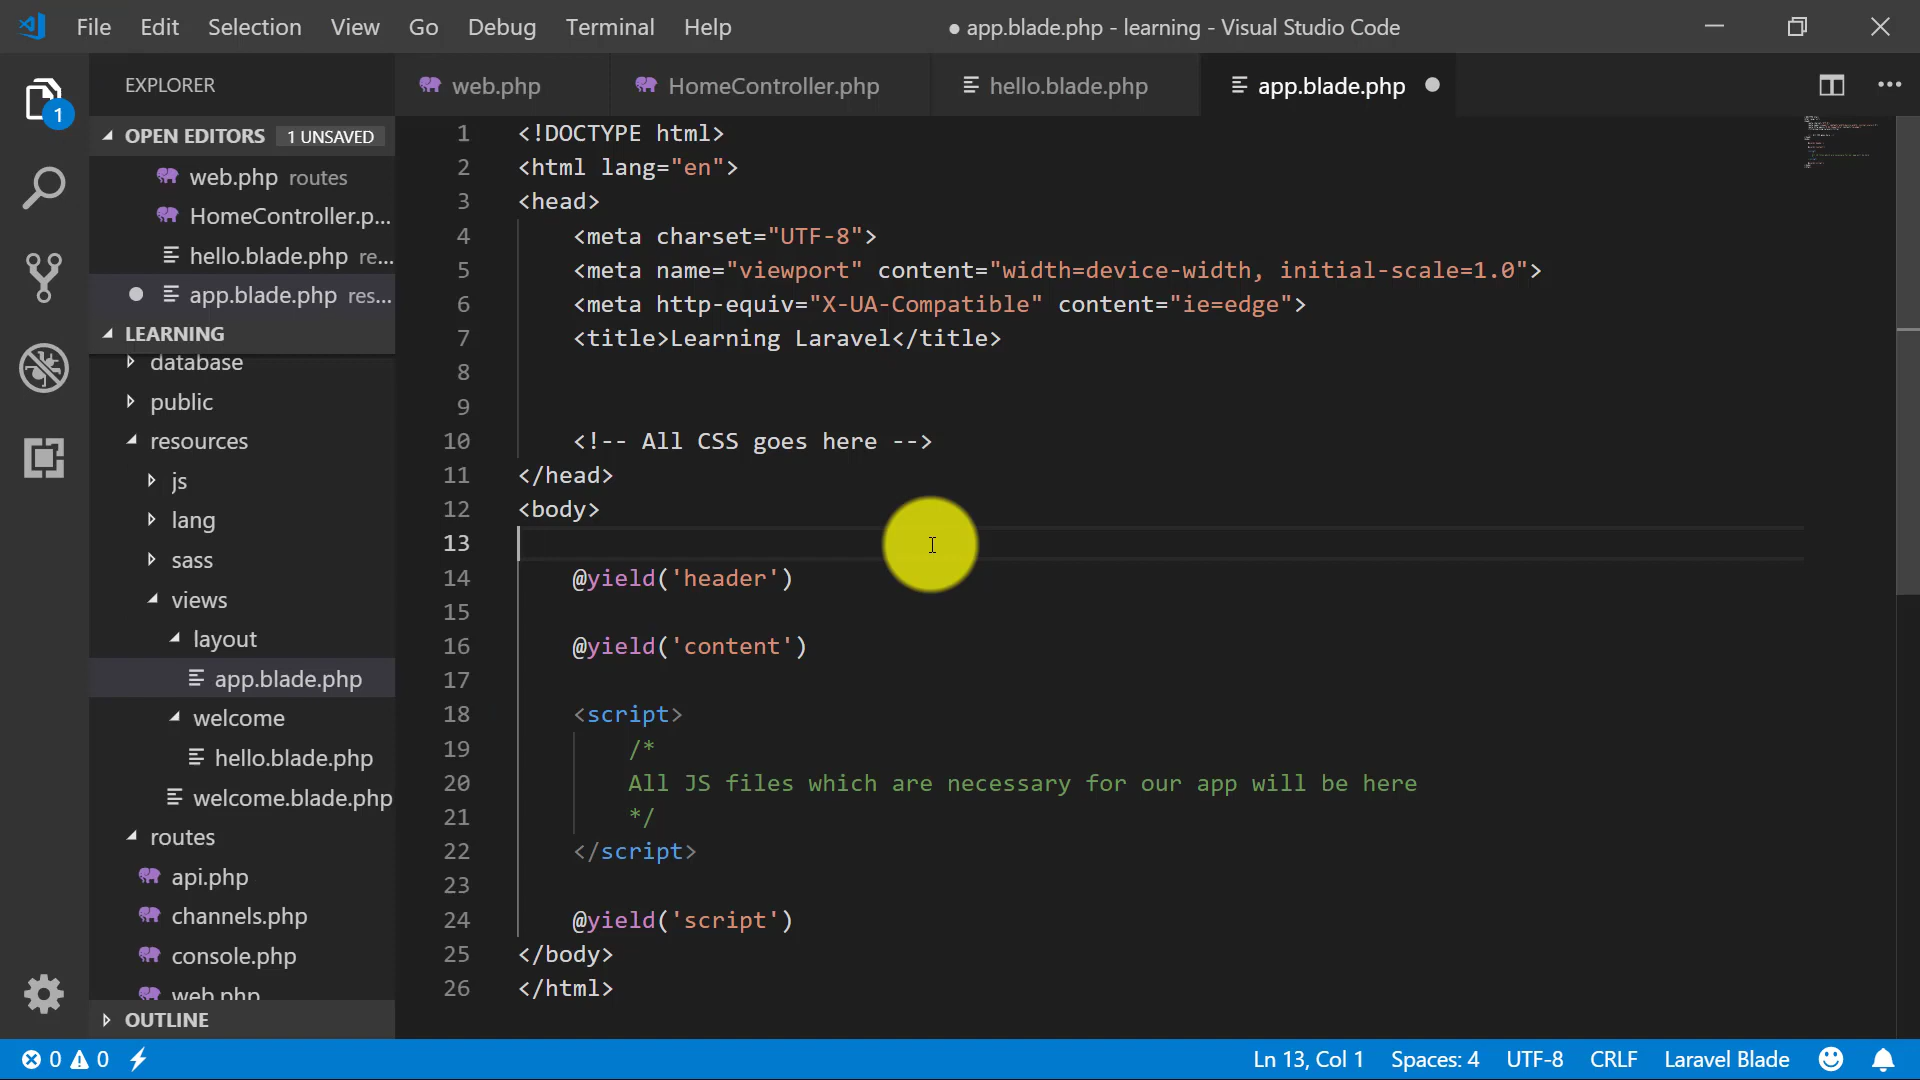 File Edit Selection View Go Debug Terminal Help
● app.blade.php - learning - Visual Studio Code
EXPLORER
web.php
HomeController.php
hello.blade.php
app.blade.php
1
OPEN EDITORS 1 UNSAVED
web.php routes
HomeController.p...
hello.blade.php re...
app.blade.php res...
LEARNING
database
public
resources
js
lang
sass
views
layout
app.blade.php
welcome
hello.blade.php
welcome.blade.php
routes
api.php
channels.php
console.php
web.php
OUTLINE
1 <!DOCTYPE html>
2 <html lang="en">
3 <head>
4 <meta charset="UTF-8">
5 <meta name="viewport" content="width=device-width, initial-scale=1.0">
6 <meta http-equiv="X-UA-Compatible" content="ie=edge">
7 <title>Learning Laravel</title>
8
9
10 <!-- All CSS goes here -->
11 </head>
12 <body>
13
14 @yield('header')
15
16 @yield('content')
17
18 <script>
19 /*
20 All JS files which are necessary for our app will be here
21 */
22 </script>
23
24 @yield('script')
25 </body>
26 </html>
0 0
Ln 13, Col 1 Spaces: 4 UTF-8 CRLF Laravel Blade